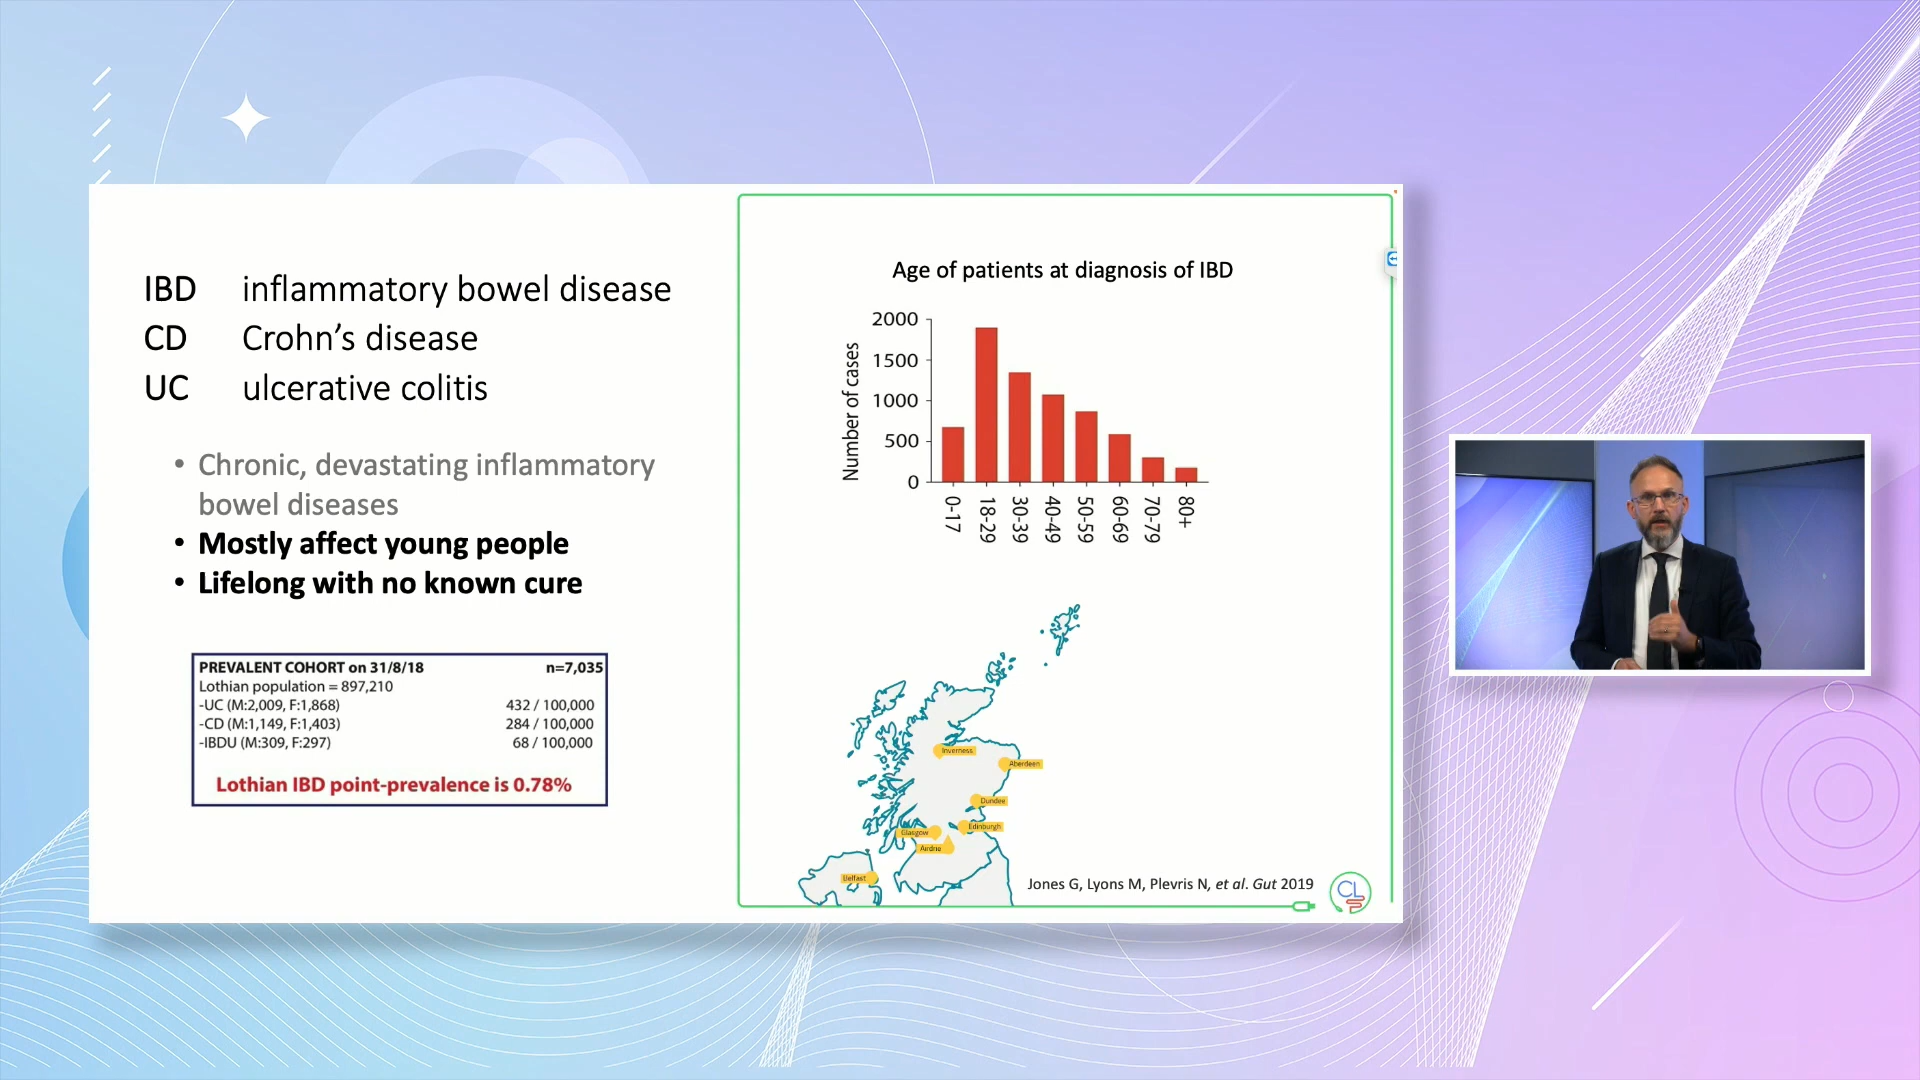 IBD inflammatory bowel disease
CD Crohn’s disease
UC ulcerative colitis
• Chronic, devastating inflammatory
bowel diseases
• Mostly affect young people
• Lifelong with no known cure
PREVALENT COHORT on 31/8/18 n=7,035
Lothian population = 897,210
-UC (M:2,009, F:1,868) 432 / 100,000
-CD (M:1,149, F:1,403) 284 / 100,000
-IBDU (M:309, F:297) 68 / 100,000
Lothian IBD point-prevalence is 0.78%
Age of patients at diagnosis of IBD
Number of cases
2000
1500
1000
500
0
0-17
18-29
30-39
40-49
50-59
60-69
70-79
80+
Inverness
Aberdeen
Dundee
Edinburgh
Glasgow
Airdrie
Belfast
Jones G, Lyons M, Plevris N, et al. Gut 2019
CL